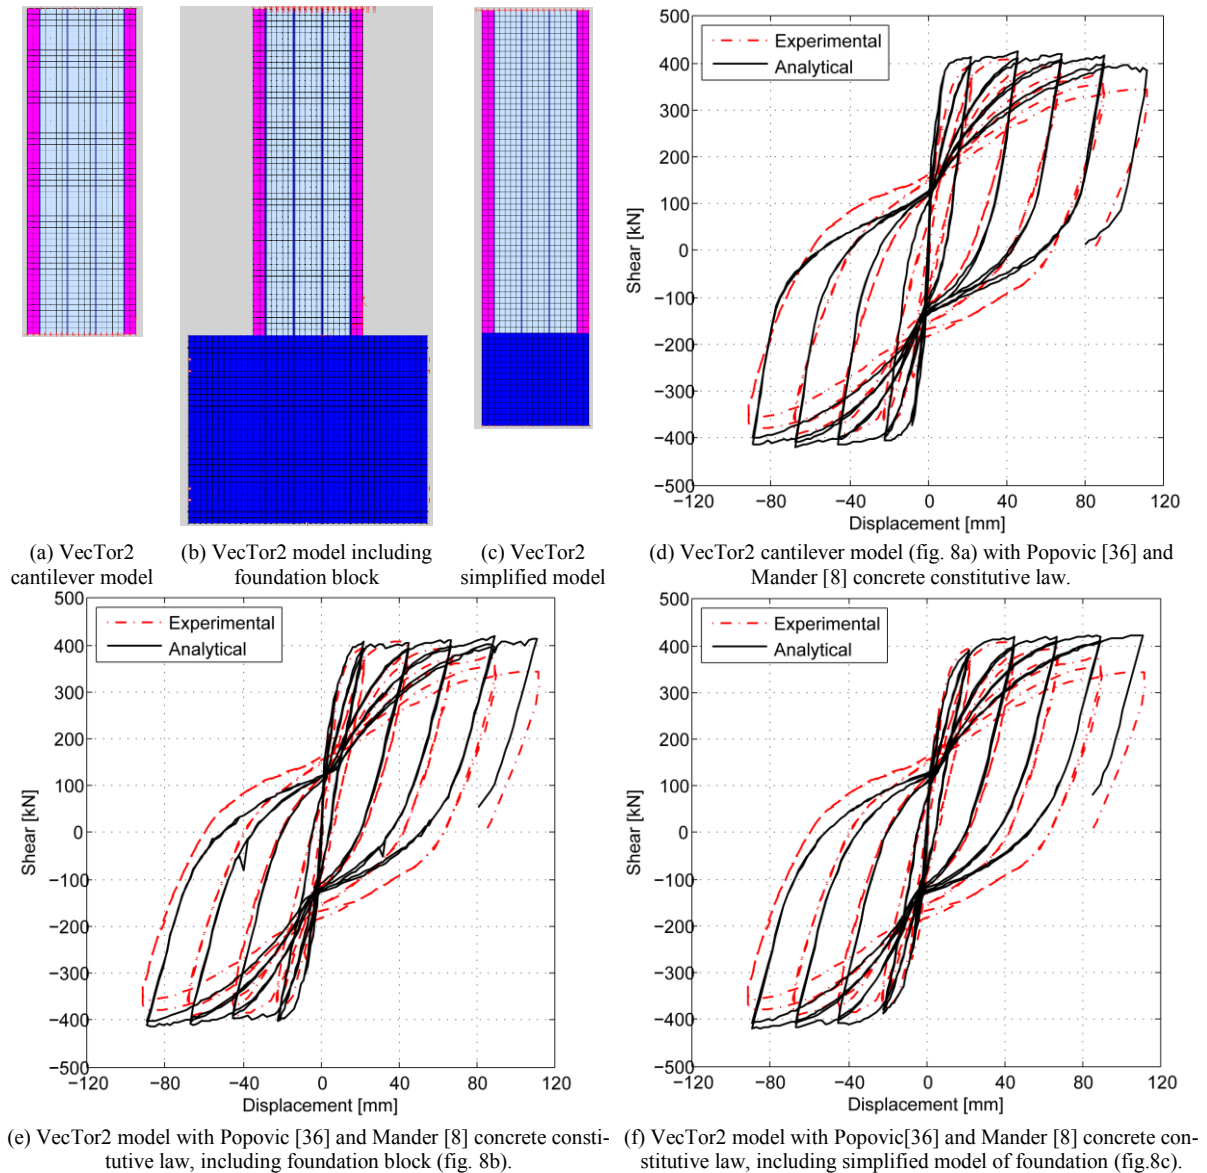 500
400
300
200
100
0
−100
−200
−300
−400
−500
−120
−80
−40
0
40
80
120
Shear [kN]
Displacement [mm]
Experimental
Analytical
(a) VecTor2
cantilever model
(b) VecTor2 model including
foundation block
(c) VecTor2
simplified model
(d) VecTor2 cantilever model (fig. 8a) with Popovic [36] and
Mander [8] concrete constitutive law.
500
400
300
200
100
0
−100
−200
−300
−400
−500
−120
−80
−40
0
40
80
120
Shear [kN]
Displacement [mm]
Experimental
Analytical
500
400
300
200
100
0
−100
−200
−300
−400
−500
−120
−80
−40
0
40
80
120
Shear [kN]
Displacement [mm]
Experimental
Analytical
(e) VecTor2 model with Popovic [36] and Mander [8] concrete consti-
tutive law, including foundation block (fig. 8b).
(f) VecTor2 model with Popovic[36] and Mander [8] concrete con-
stitutive law, including simplified model of foundation (fig.8c).